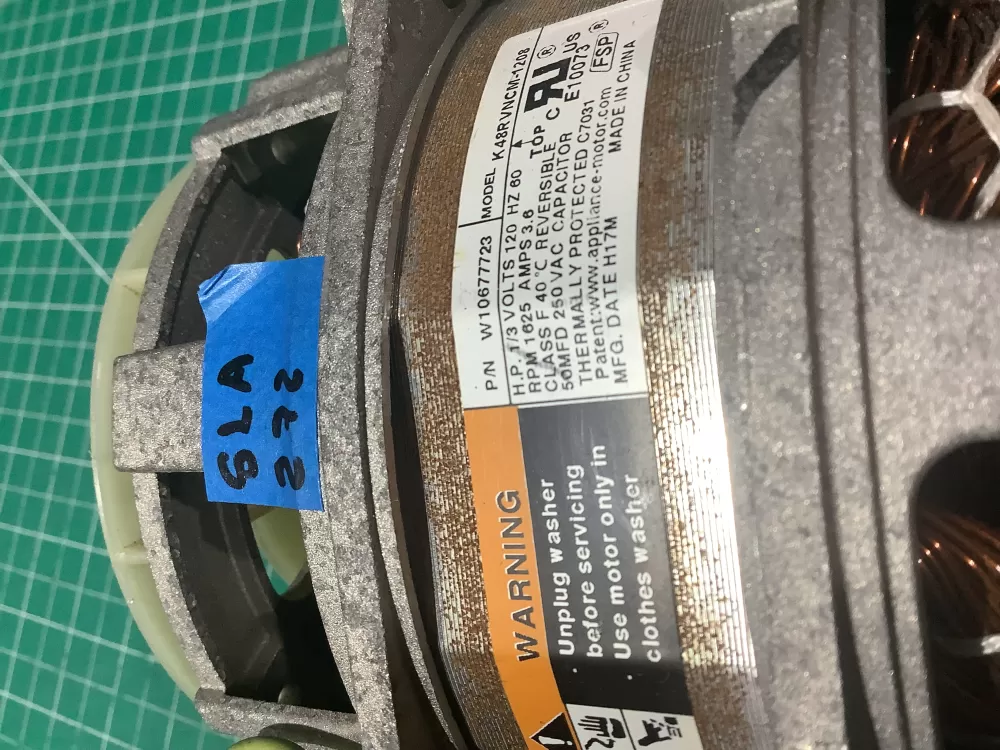 P/N W10677723 MODEL K48RVNCM-1208
H.P. 1/3 VOLTS 120 HZ 60 ▲
RPM 1625 AMPS 3.6 TOP
CLASS F 40°C REVERSIBLE
50MFD 250 VAC CAPACITOR
THERMALLY PROTECTED C7031
Patent:www.appliance-motor.com
MFG. DATE H17M MADE IN CHINA
C RU® US
E10073
FSP®
WARNING
Unplug washer
before servicing
Use motor only in
clothes washer